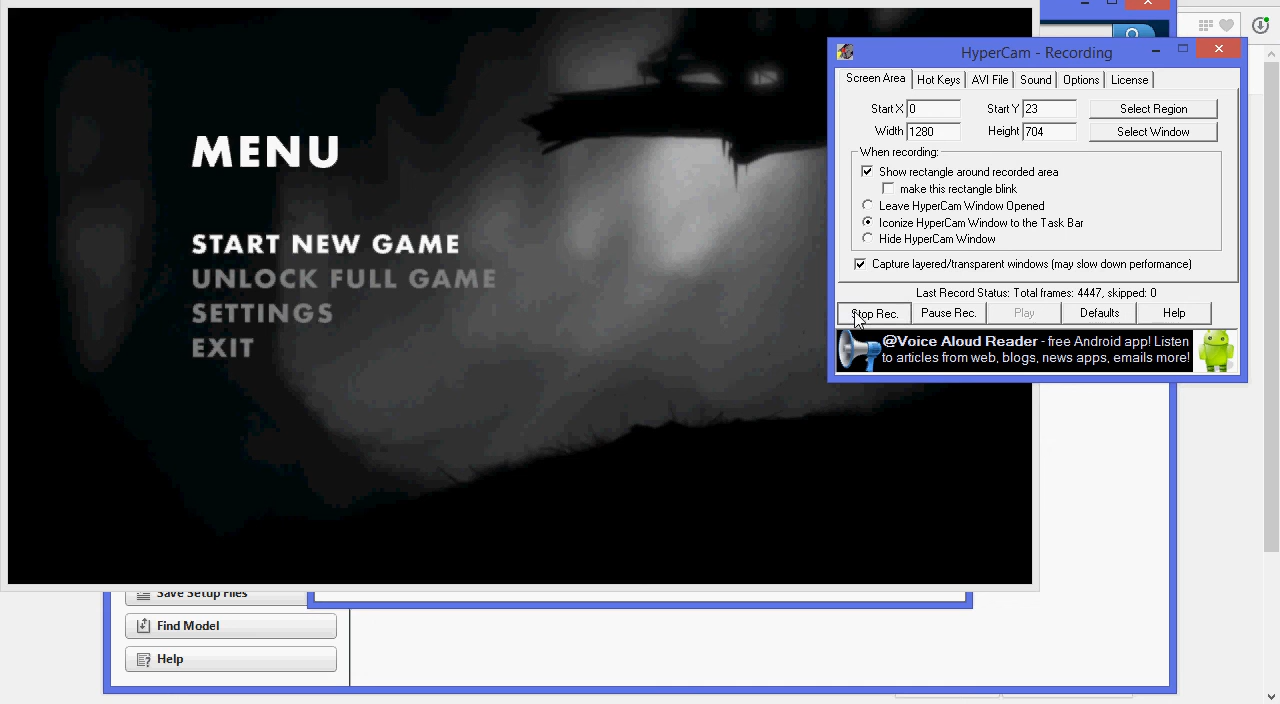 MENU
START NEW GAME
UNLOCK FULL GAME
SETTINGS
EXIT
HyperCam - Recording
Screen Area Hot Keys AVI File Sound Options License
Start X 0 Start Y 23 Select Region
Width 1280 Height 704 Select Window
When recording:
Show rectangle around recorded area
make this rectangle blink
Leave HyperCam Window Opened
Iconize HyperCam Window to the Task Bar
Hide HyperCam Window
Capture layered/transparent windows (may slow down performance)
Last Record Status: Total frames: 4447, skipped: 0
Stop Rec. Pause Rec. Play Defaults Help
@Voice Aloud Reader - free Android app! Listen
to articles from web, blogs, news apps, emails more!
Save Setup Files
Find Model
Help